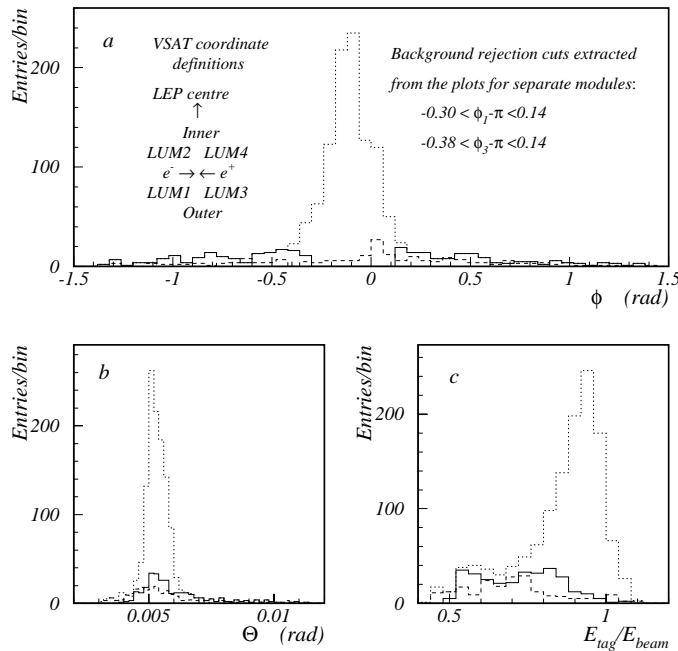 Entries/bin
a
VSAT coordinate
definitions
LEP centre
↑
Inner
LUM2 LUM4
e- →← e+
LUM1 LUM3
Outer
Background rejection cuts extracted
from the plots for separate modules:
-0.30 < ϕ1-π <0.14
-0.38 < ϕ3-π <0.14
200
100
0
-1.5 -1 -0.5 0 0.5 1 1.5
ϕ (rad)
Entries/bin
b
200
100
0
0.005 0.01
Θ (rad)
Entries/bin
c
200
100
0
0.5 1
Etag/Ebeam